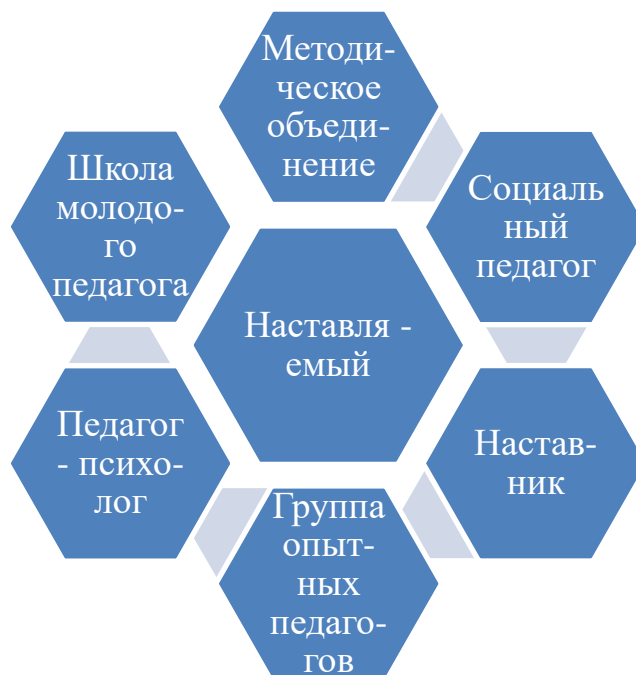 Методи-
ческое
объеди-
нение
Социаль
ный
педагог
Настав-
ник
Группа
опыт-
ных
педаго-
гов
Педагог
- психо-
лог
Школа
молодо-
го
педагога
Наставля -
емый